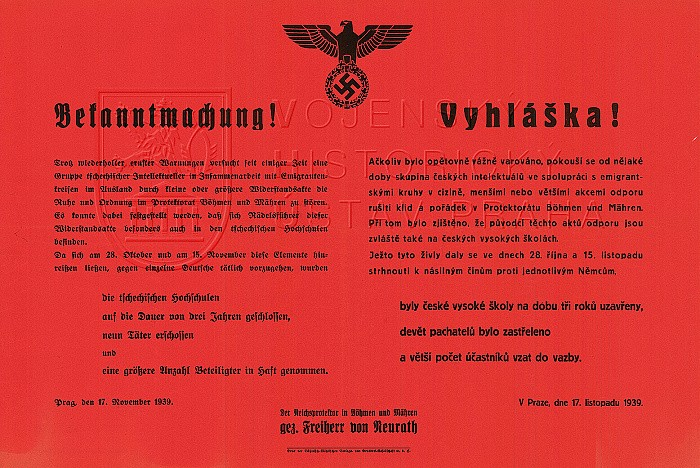 Bekanntmachung!
Trotz wiederholter ernster Warnungen versucht seit einiger Zeit eine
Gruppe tschechischer Intellektueller in Zusammenarbeit mit Emigranten-
kreisen im Ausland durch kleine oder größere Widerstandsakte die
Ruhe und Ordnung im Protektorat Böhmen und Mähren zu stören.
Es konnte dabei festgestellt werden, daß sich Rädelsführer dieser
Widerstandsakte besonders auch in den tschechischen Hochschulen
befinden.
Da sich am 28. Oktober und am 15. November diese Elemente hin-
reißen ließen, gegen einzelne Deutsche tätlich vorzugehen, wurden
die tschechischen Hochschulen
auf die Dauer von drei Jahren geschlossen,
neun Täter erschossen
und
eine größere Anzahl Beteiligter in Haft genommen.
Prag, den 17. November 1939.
Vyhláška!
Ačkoliv bylo opětovně vážně varováno, pokouší se od nějaké
doby skupina českých intelektuálů ve spolupráci s emigrant-
skými kruhy v cizině, menšími nebo většími akcemi odporu
rušiti klid a pořádek v Protektorátu Böhmen und Mähren.
Při tom bylo zjištěno, že původci těchto aktů odporu jsou
zvláště také na českých vysokých školách.
Ježto tyto živly daly se ve dnech 28. října a 15. listopadu
strhnouti k násilným činům proti jednotlivým Němcům,
byly české vysoké školy na dobu tří roků uzavřeny,
devět pachatelů bylo zastřeleno
a větší počet účastníků vzat do vazby.
V Praze, dne 17. listopadu 1939.
Der Reichsprotektor in Böhmen und Mähren
gez. Freiherr von Neurath
VOJENSKÝ
HISTORICKÝ
ÚSTAV PRAHA